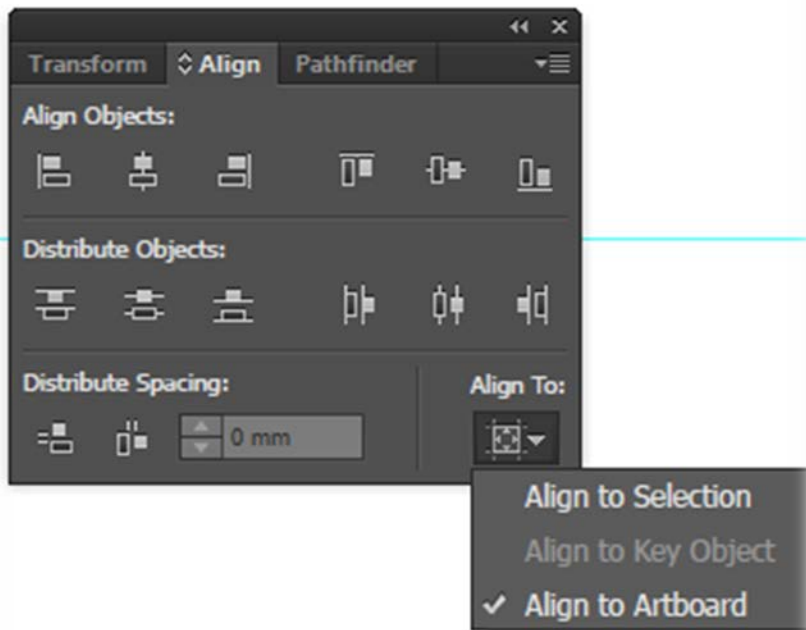 Transform Align Pathfinder
Align Objects:
Distribute Objects:
Distribute Spacing: Align To:
0 mm
Align to Selection
Align to Key Object
Align to Artboard